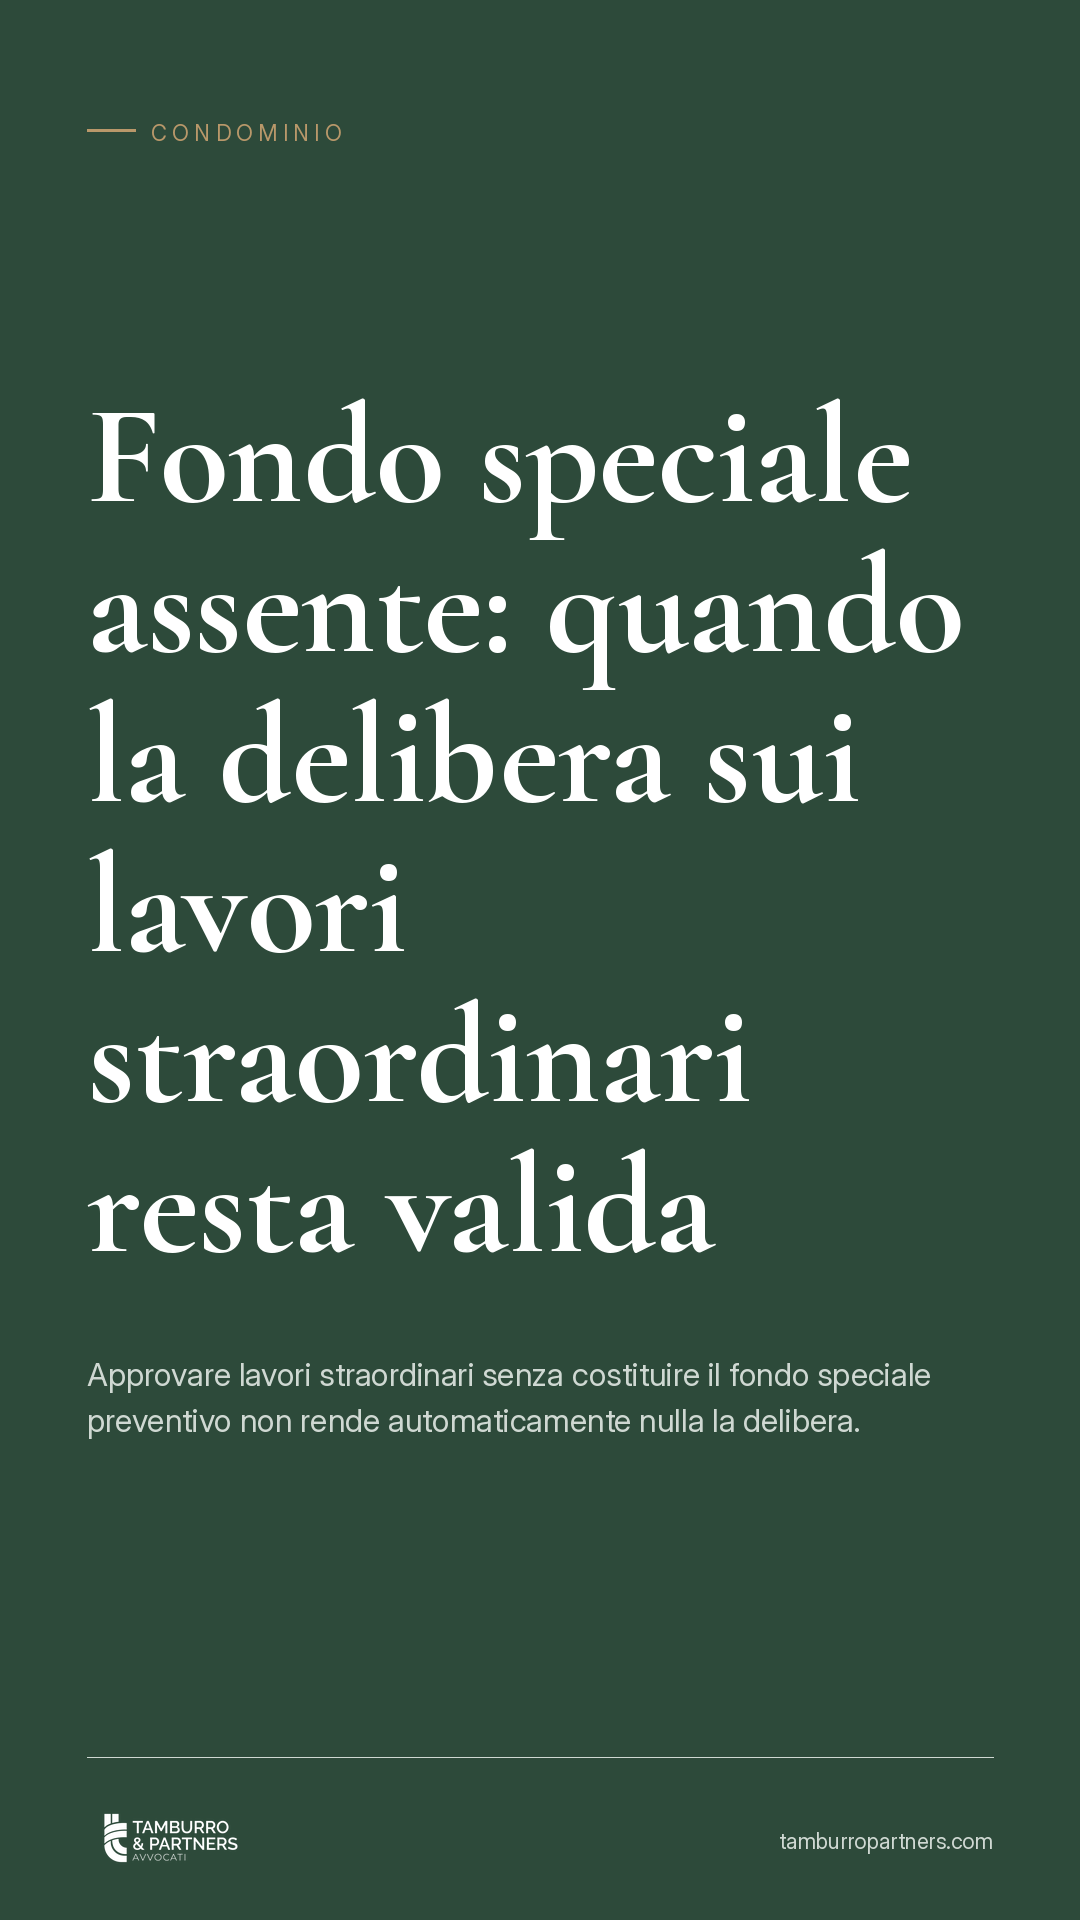 CONDOMINIO
Fondo speciale
assente: quando
la delibera sui
lavori
straordinari
resta valida
Approvare lavori straordinari senza costituire il fondo speciale
preventivo non rende automaticamente nulla la delibera.
TAMBURRO
& PARTNERS
AVVOCATI
tamburropartners.com